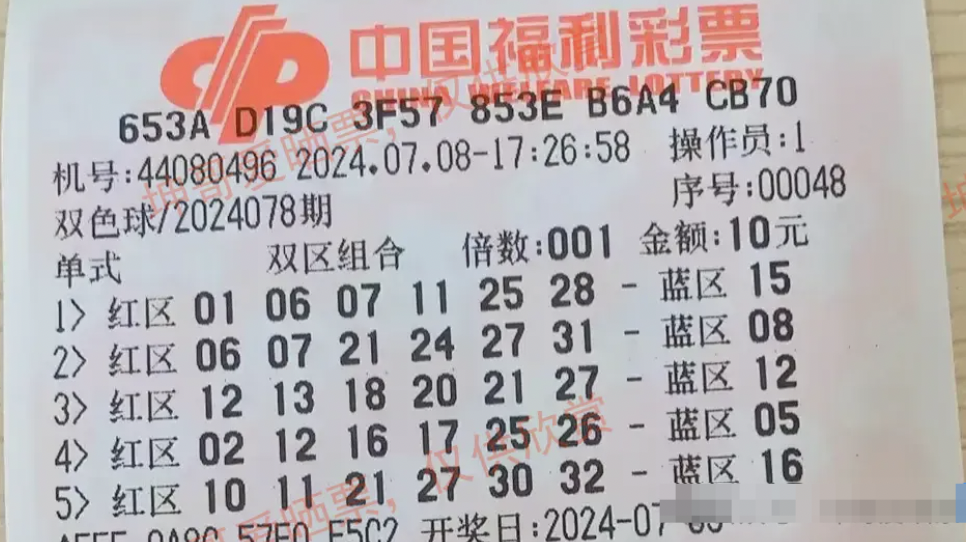 中国福利彩票
CHINA WELFARE LOTTERY
653A D19C 3F57 853E B6A4 CB70
机号:44080496 2024.07.08-17:26:58 操作员:1
双色球/2024078期 序号:00048
单式 双区组合 倍数:001 金额:10元
1> 红区 01 06 07 11 25 28 - 蓝区 15
2> 红区 06 07 21 24 27 31 - 蓝区 08
3> 红区 12 13 18 20 21 27 - 蓝区 12
4> 红区 02 12 16 17 25 26 - 蓝区 05
5> 红区 10 11 21 27 30 32 - 蓝区 16
开奖日:2024-07
坤哥爱晒票，仅供欣赏
坤哥爱晒票，仅供欣赏